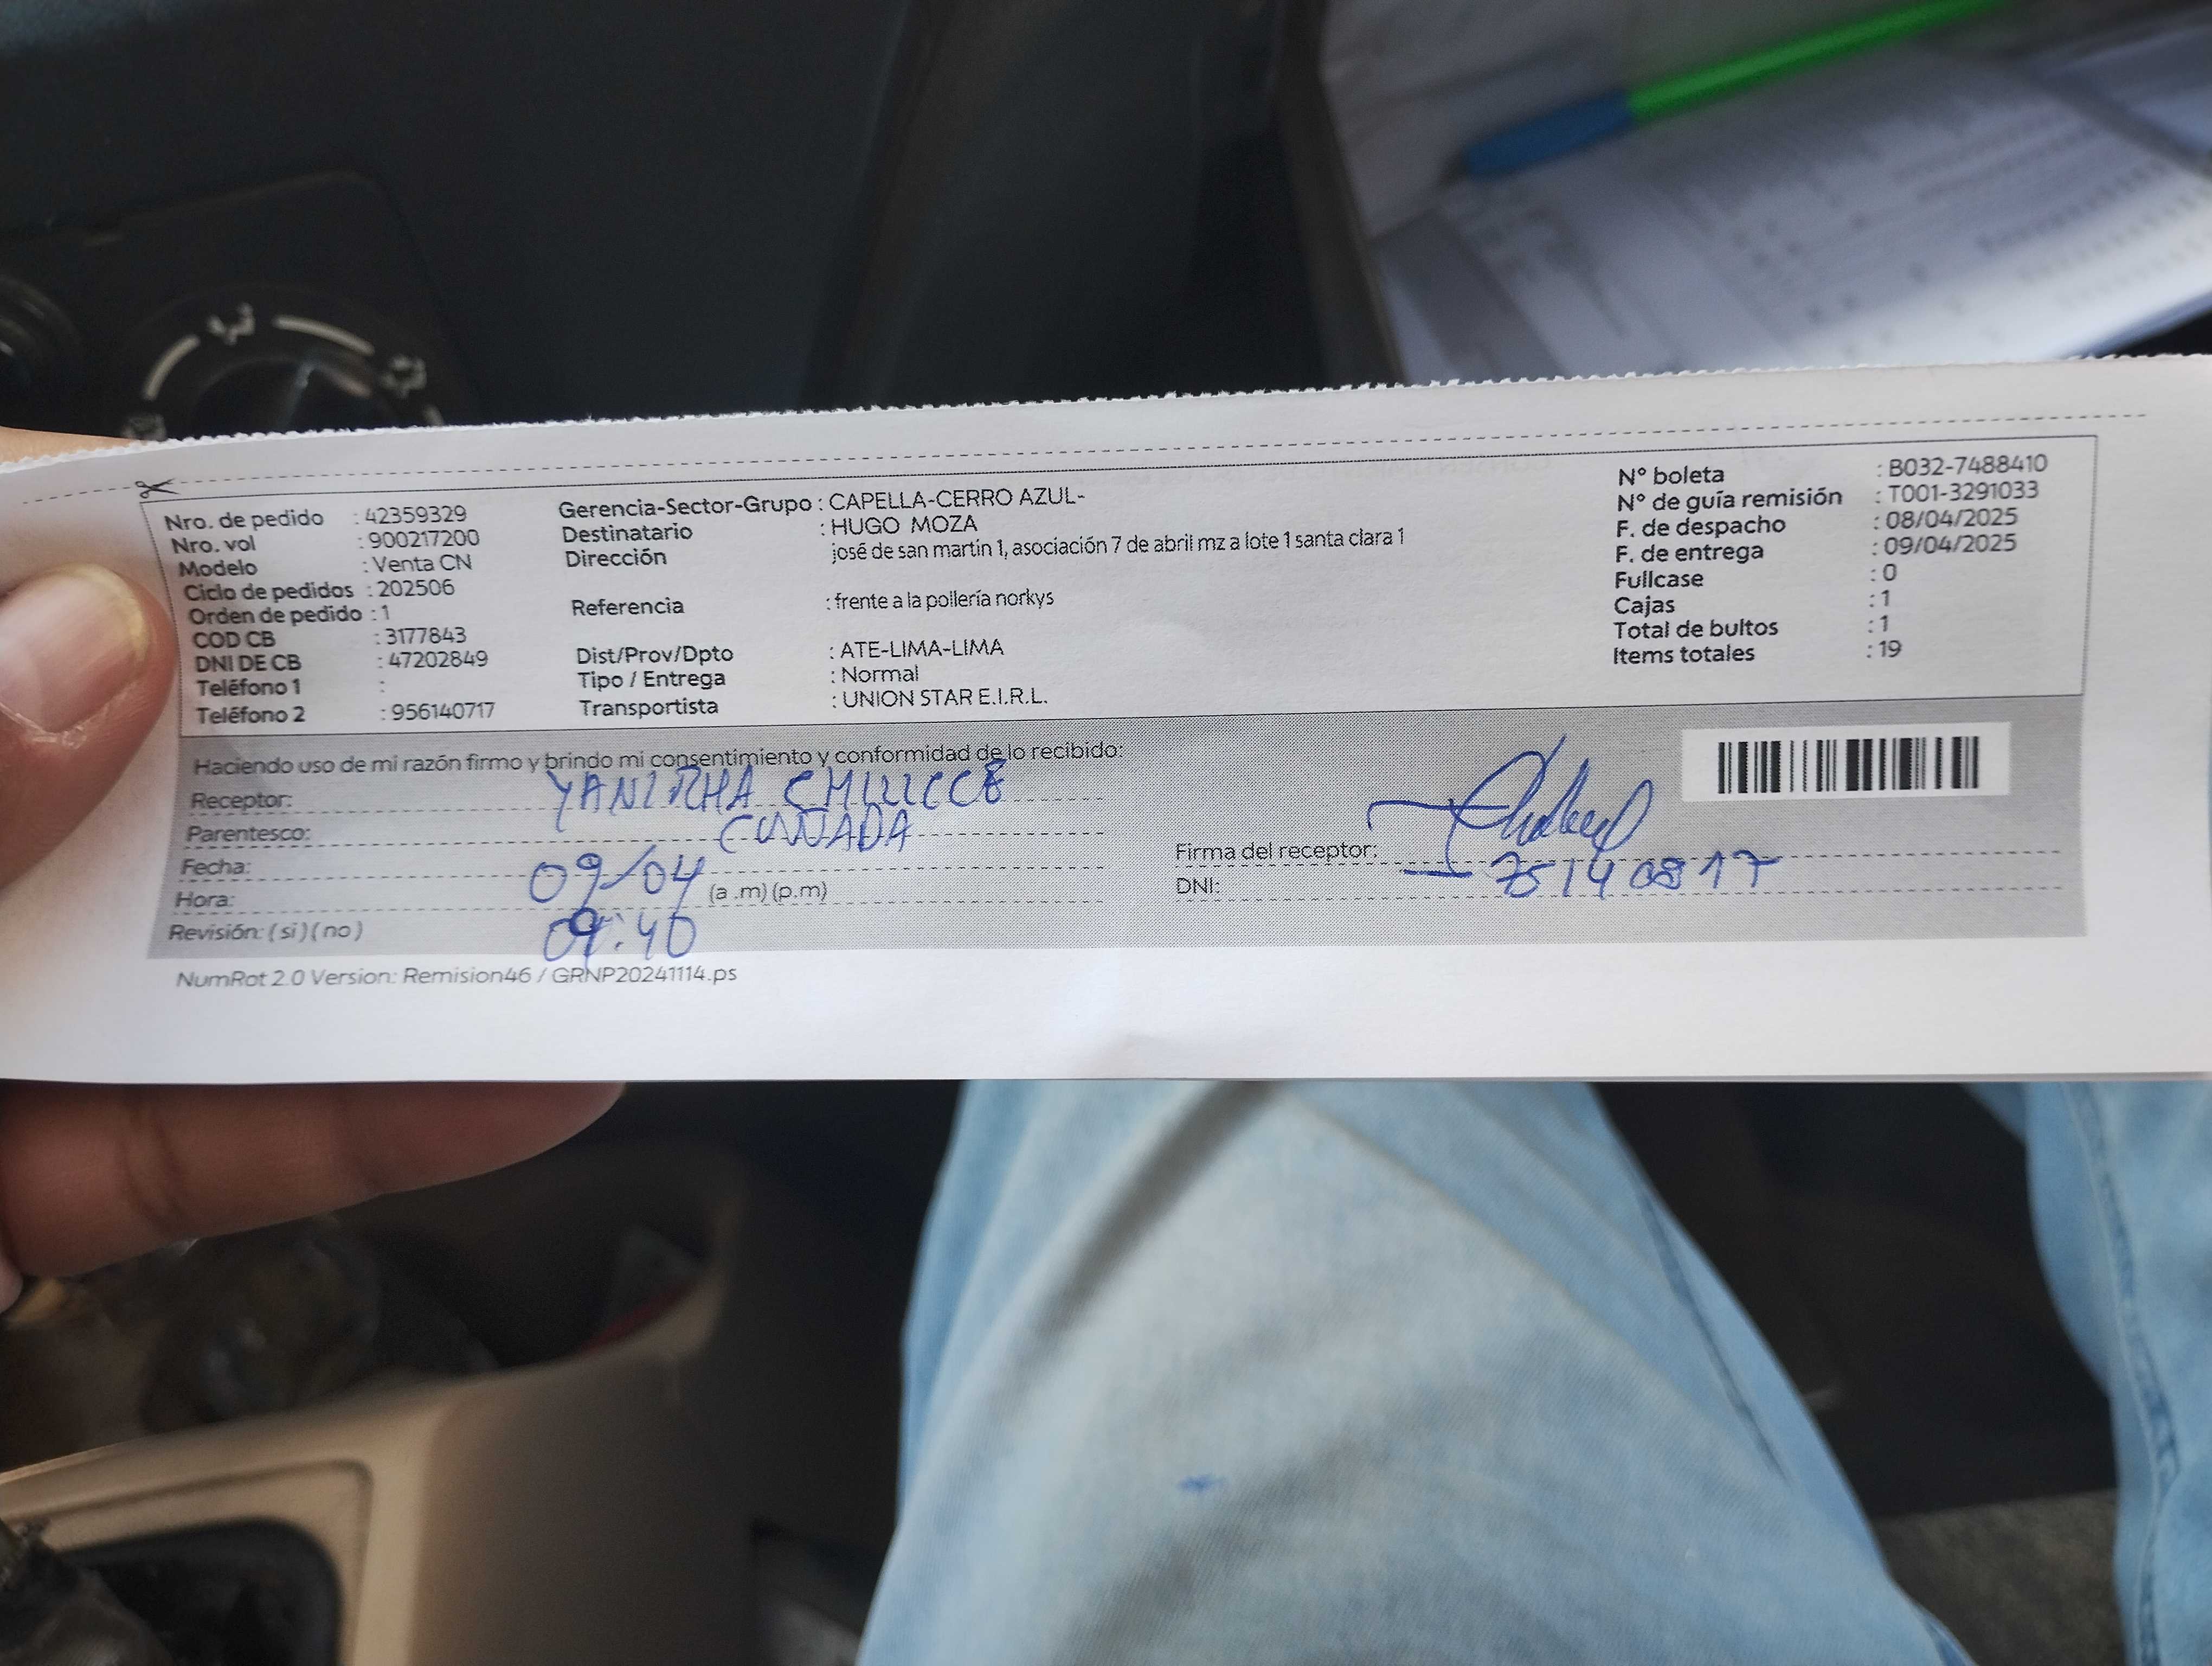 Nro. de pedido : 42359329
Nro. vol : 900217200
Modelo : Venta CN
Ciclo de pedidos : 202506
Orden de pedido : 1
COD CB : 3177843
DNI DE CB : 47202849
Teléfono 1 :
Teléfono 2 : 956140717
Gerencia-Sector-Grupo : CAPELLA-CERRO AZUL-
Destinatario : HUGO MOZA
Dirección josé de san martin 1, asociación 7 de abril mz a lote 1 santa clara 1
Referencia : frente a la pollería norkys
Dist/Prov/Dpto : ATE-LIMA-LIMA
Tipo / Entrega : Normal
Transportista : UNION STAR E.I.R.L.
N° boleta : B032-7488410
N° de guía remisión : T001-3291033
F. de despacho : 08/04/2025
F. de entrega : 09/04/2025
Fullcase : 0
Cajas : 1
Total de bultos : 1
Items totales : 19
Haciendo uso de mi razón firmo y brindo mi consentimiento y conformidad de lo recibido:
Receptor:
Parentesco: CUÑADA
Fecha: 09/04
Hora: 09:40 (a .m) (p.m)
Revisión: ( si ) ( no )
Firma del receptor:
DNI: 75140817
NumRot 2.0 Version: Remision46 / GRNP20241114.ps